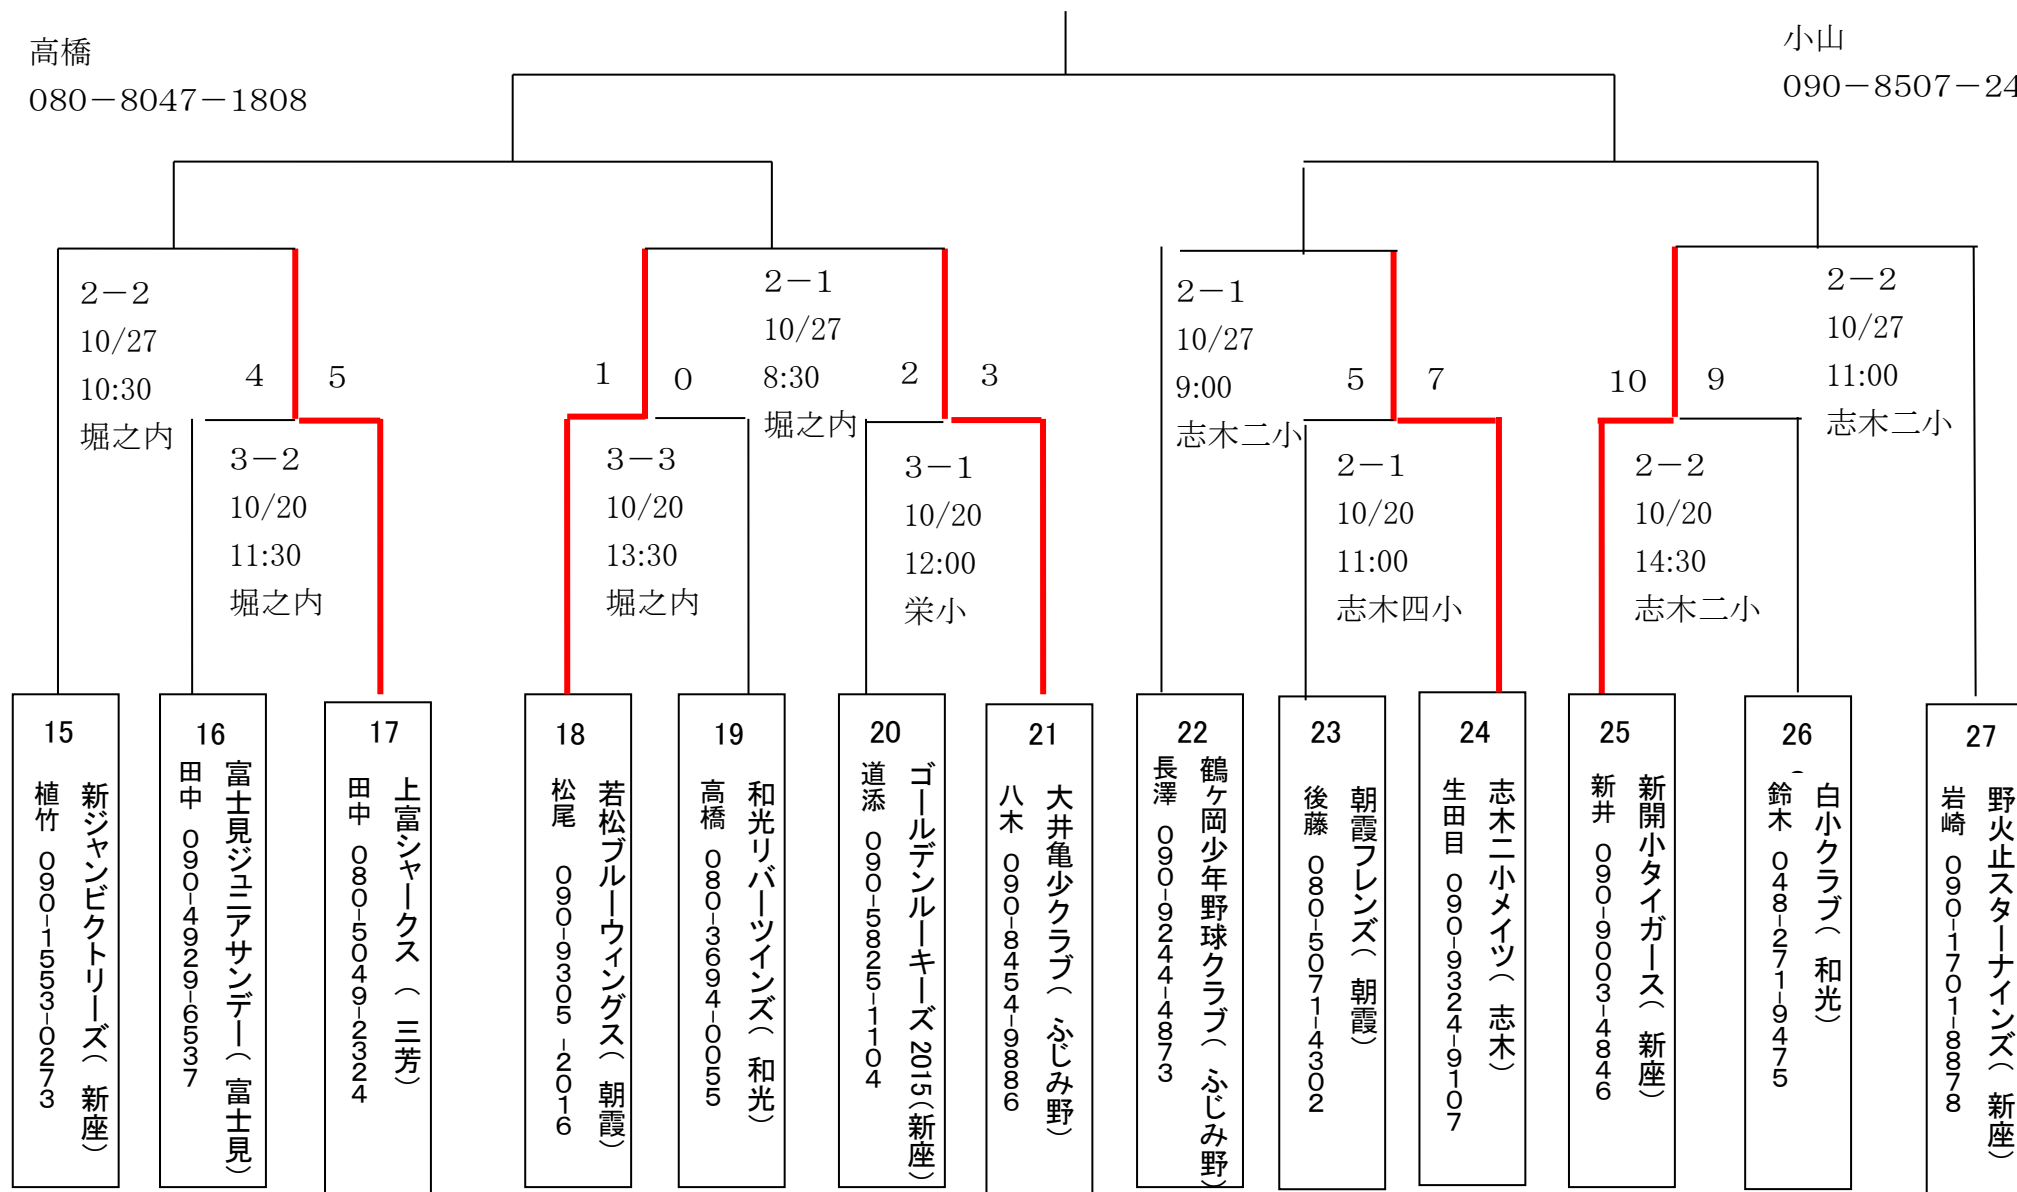 高橋
080－8047－1808
小山
090－8507－24
2－2
10/27
10:30
堀之内
4
5
3－2
10/20
11:30
堀之内
1
0
3－3
10/20
13:30
堀之内
2－1
10/27
8:30
堀之内
2
3
3－1
10/20
12:00
栄小
2－1
10/27
9:00
志木二小
5
7
2－1
10/20
11:00
志木四小
10
9
2－2
10/20
14:30
志木二小
2－2
10/27
11:00
志木二小
15
新ジャンビクトリーズ（新座）
植竹 090-1553-0273
16
富士見ジュニアサンデー（富士見）
田中 090-4929-6537
17
上富シャークス（三芳）
田中 080-5049-2324
18
若松ブルーウィングス（朝霞）
松尾 090-9305-2016
19
和光リバーツインズ（和光）
高橋 080-3694-0055
20
ゴールデンルーキーズ2015（新座）
道添 090-5825-1104
21
大井亀少クラブ（ふじみ野）
八木 090-8454-9886
22
鶴ヶ岡少年野球クラブ（ふじみ野）
長澤 090-9244-4873
23
朝霞フレンズ（朝霞）
後藤 080-5071-4302
24
志木二小メイツ（志木）
生田目 090-9324-9107
25
新開小タイガース（新座）
新井 090-9003-4846
26
白小クラブ（和光）
鈴木 048-271-9475
27
野火止スターナインズ（新座）
岩崎 090-1701-8878